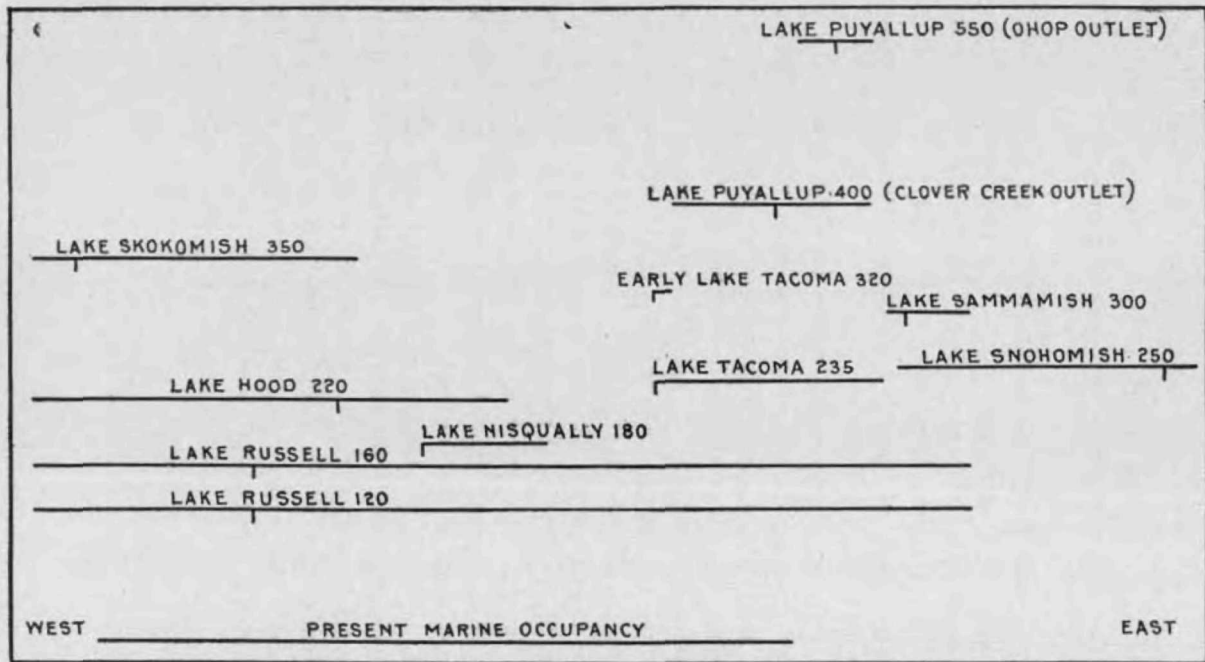 LAKE PUYALLUP 550 (OHOP OUTLET)
LAKE PUYALLUP 400 (CLOVER CREEK OUTLET)
LAKE SKOKOMISH 350
EARLY LAKE TACOMA 320
LAKE SAMMAMISH 300
LAKE SNOHOMISH 250
LAKE TACOMA 235
LAKE HOOD 220
LAKE NISQUALLY 180
LAKE RUSSELL 160
LAKE RUSSELL 120
WEST PRESENT MARINE OCCUPANCY EAST